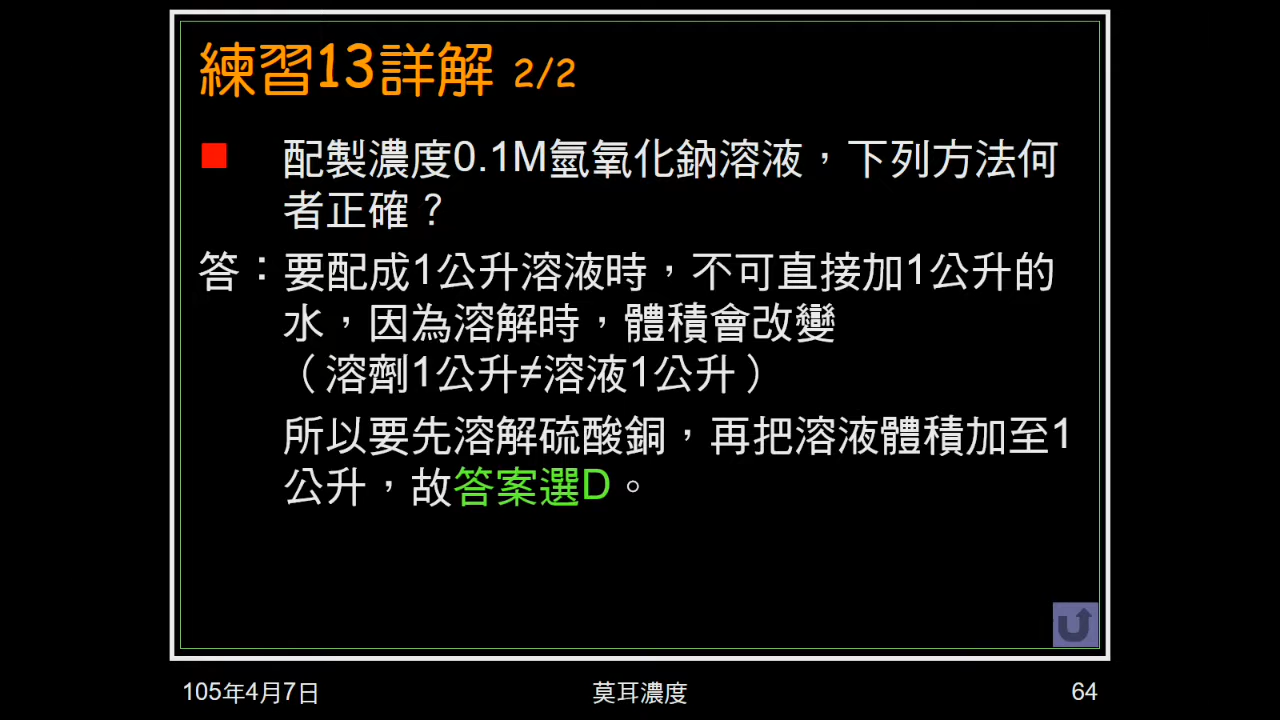 練習13詳解 2/2
配製濃度0.1M氫氧化鈉溶液，下列方法何
者正確？
答：要配成1公升溶液時，不可直接加1公升的
水，因為溶解時，體積會改變
（溶劑1公升≠溶液1公升）
所以要先溶解硫酸銅，再把溶液體積加至1
公升，故答案選D。
105年4月7日
莫耳濃度
64